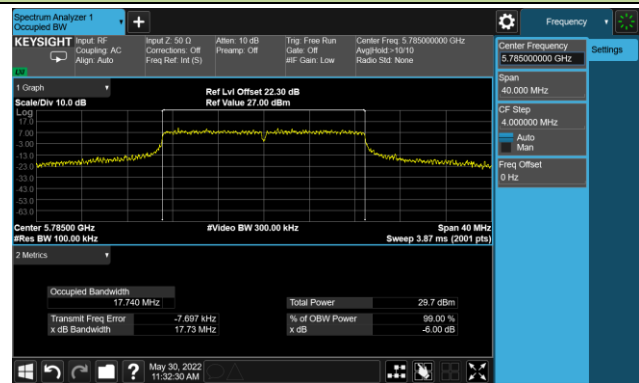 Spectrum Analyzer 1
Occupied BW
+
Frequency
KEYSIGHT Input: RF
Coupling: AC
Align: Auto
Input Z: 50 Ω
Corrections: Off
Freq Ref: Int (S)
Atten: 10 dB
Preamp: Off
Trig: Free Run
Gate: Off
#IF Gain: Low
Center Freq: 5.785000000 GHz
Avg|Hold:>10/10
Radio Std: None
LW
1 Graph
Scale/Div 10.0 dB
Ref Lvl Offset 22.30 dB
Ref Value 27.00 dBm
Log
17.0
7.00
-3.00
-13.0
-23.0
-33.0
-43.0
-53.0
-63.0
Center 5.78500 GHz
#Res BW 100.00 kHz
#Video BW 300.00 kHz
Span 40 MHz
Sweep 3.87 ms (2001 pts)
2 Metrics
Occupied Bandwidth
17.740 MHz
Transmit Freq Error -7.697 kHz
x dB Bandwidth 17.73 MHz
Total Power 29.7 dBm
% of OBW Power 99.00 %
x dB -6.00 dB
Center Frequency
5.785000000 GHz
Span
40.000 MHz
CF Step
4.000000 MHz
Auto
Man
Freq Offset
0 Hz
Settings
?
May 30, 2022
11:32:30 AM